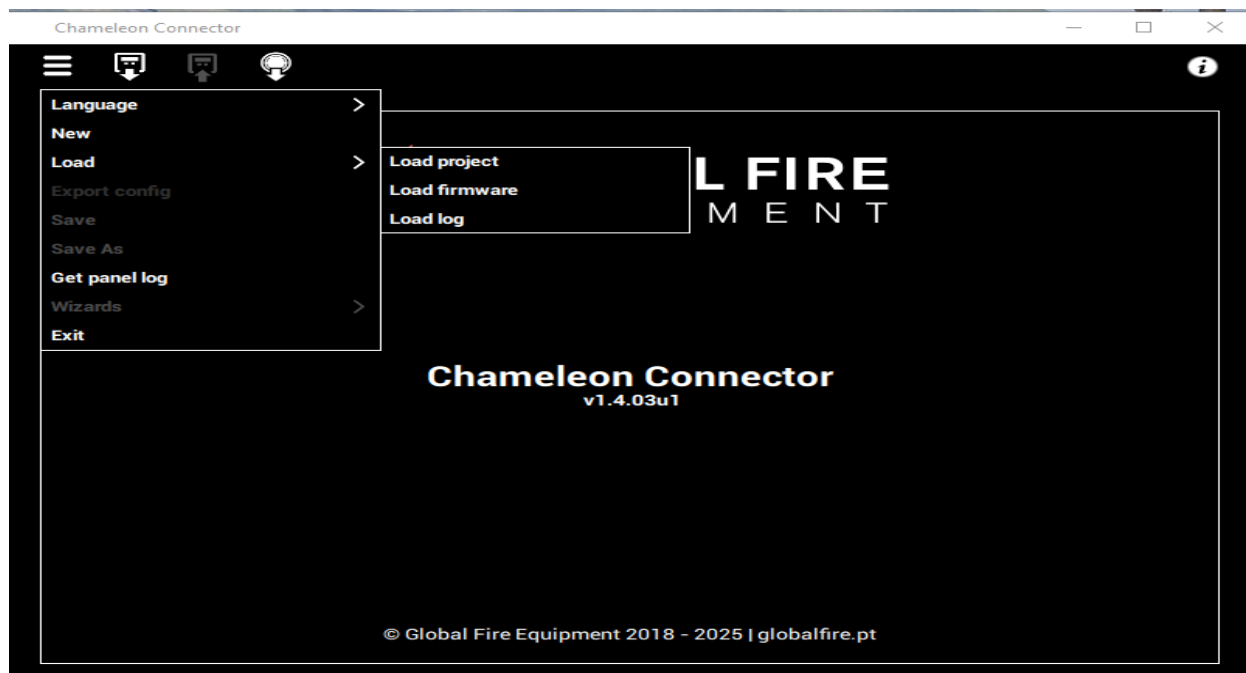 Chameleon Connector
Language
New
Load
Export config
Save
Save As
Get panel log
Wizards
Exit
Load project
Load firmware
Load log
L FIRE
MENT
Chameleon Connector
v1.4.03u1
© Global Fire Equipment 2018 - 2025 | globalfire.pt